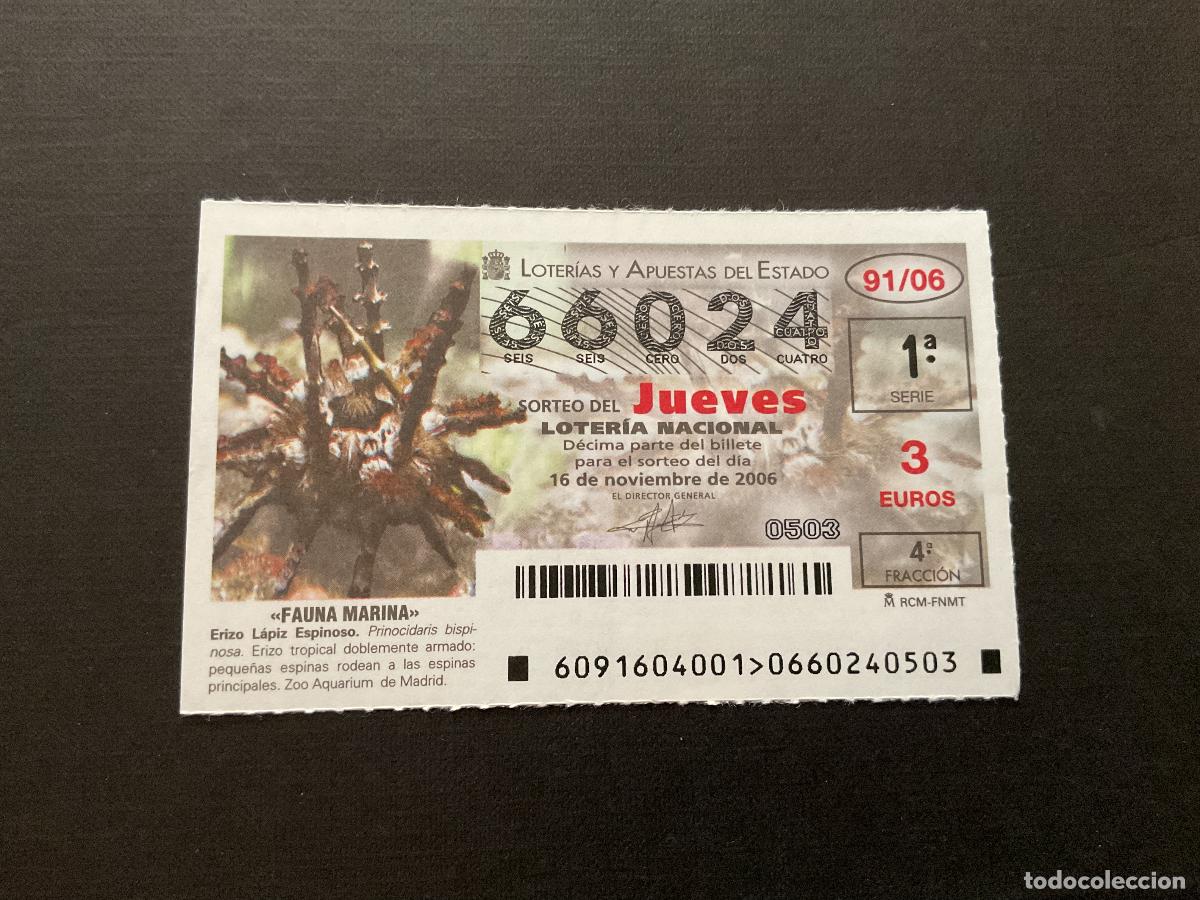 LOTERÍAS Y APUESTAS DEL ESTADO
91/06
66024
SEIS SEIS CERO DOS CUATRO
1ª
SERIE
SORTEO DEL Jueves
LOTERÍA NACIONAL
Décima parte del billete
para el sorteo del día
16 de noviembre de 2006
EL DIRECTOR GENERAL
3
EUROS
0503
4ª
FRACCIÓN
RCM-FNMT
«FAUNA MARINA»
Erizo Lápiz Espinoso. Prinocidaris bispi-
nosa. Erizo tropical doblemente armado:
pequeñas espinas rodean a las espinas
principales. Zoo Aquarium de Madrid.
6091604001>0660240503
todocoleccion